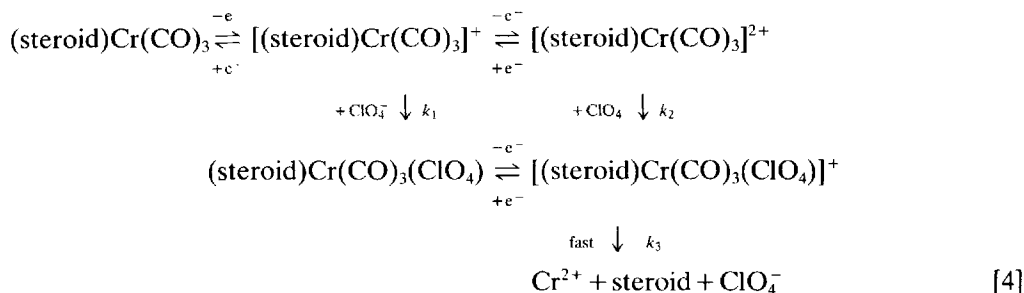 −e −e⁻
(steroid)Cr(CO)₃ ⇌ [(steroid)Cr(CO)₃]⁺ ⇌ [(steroid)Cr(CO)₃]²⁺
+e⁻ +e⁻
+ClO₄⁻ ↓ k₁ +ClO₄ ↓ k₂
−e⁻
(steroid)Cr(CO)₃(ClO₄) ⇌ [(steroid)Cr(CO)₃(ClO₄)]⁺
+e⁻
fast ↓ k₃
Cr²⁺ + steroid + ClO₄⁻ [4]